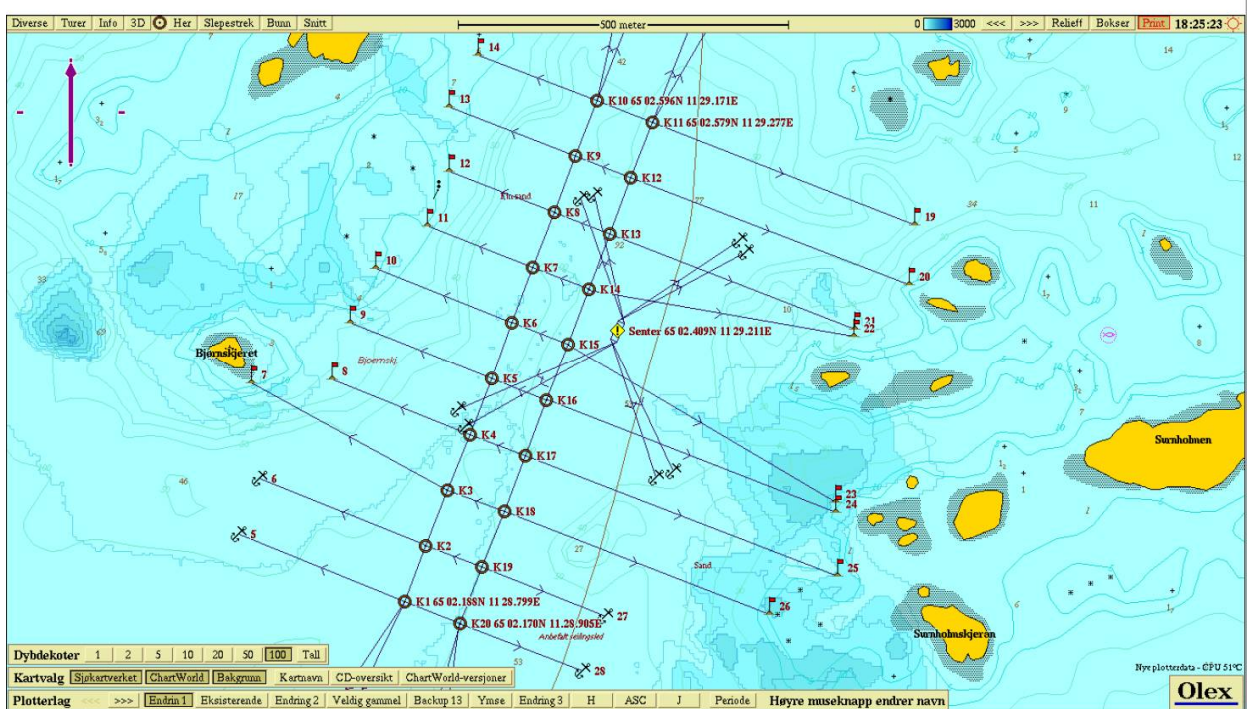 Diverse Turer Info 3D Her Slepestrek Bunn Snitt 500 meter 0 3000 <<< >>> Relieff Bokser Print 18:25:23
14
K10 65 02.596N 11 29.171E
13
K11 65 02.579N 11 29.277E
K9
12
K12
K8
11
19
K13
K7
10
20
K14
21
9
K6
22
Senter 65 02.409N 11 29.211E
K15
Bjørnskjeret
Bjoernskj.
7
8
K5
K16
K4
Surnholmen
K17
6
K3
23
24
K18
5
K2
25
K19
Sand
K1 65 02.188N 11 28.799E
26
27
K20 65 02.170N 11.28.905E
Anbefalt seilingsled
Surnholmskjeran
28
Dybdekoter 1 2 5 10 20 50 100 Tall
Nye plotterdata - CPU 51°C
Kartvalg Sjøkartverket ChartWorld Bakgrunn Kartnavn CD-oversikt ChartWorld-versjoner
Plotterlag <<< >>> Endrin 1 Eksisterende Endring 2 Veldig gammel Backup 13 Ymse Endring 3 H ASC J Periode Høyre museknapp endrer navn
Olex